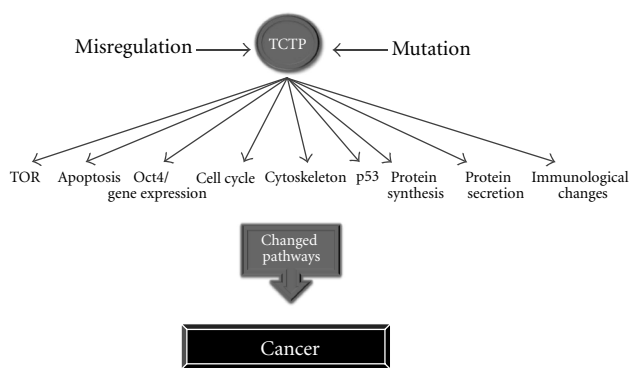 Misregulation
TCTP
Mutation
TOR
Apoptosis
Oct4/
gene expression
Cell cycle
Cytoskeleton
p53
Protein
synthesis
Protein
secretion
Immunological
changes
Changed
pathways
Cancer